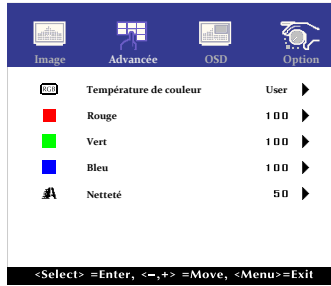 Image Advancée OSD Option
RGB Température de couleur User
Rouge 100
Vert 100
Bleu 100
Netteté 50
<Select> =Enter, <−,+> =Move, <Menu>=Exit